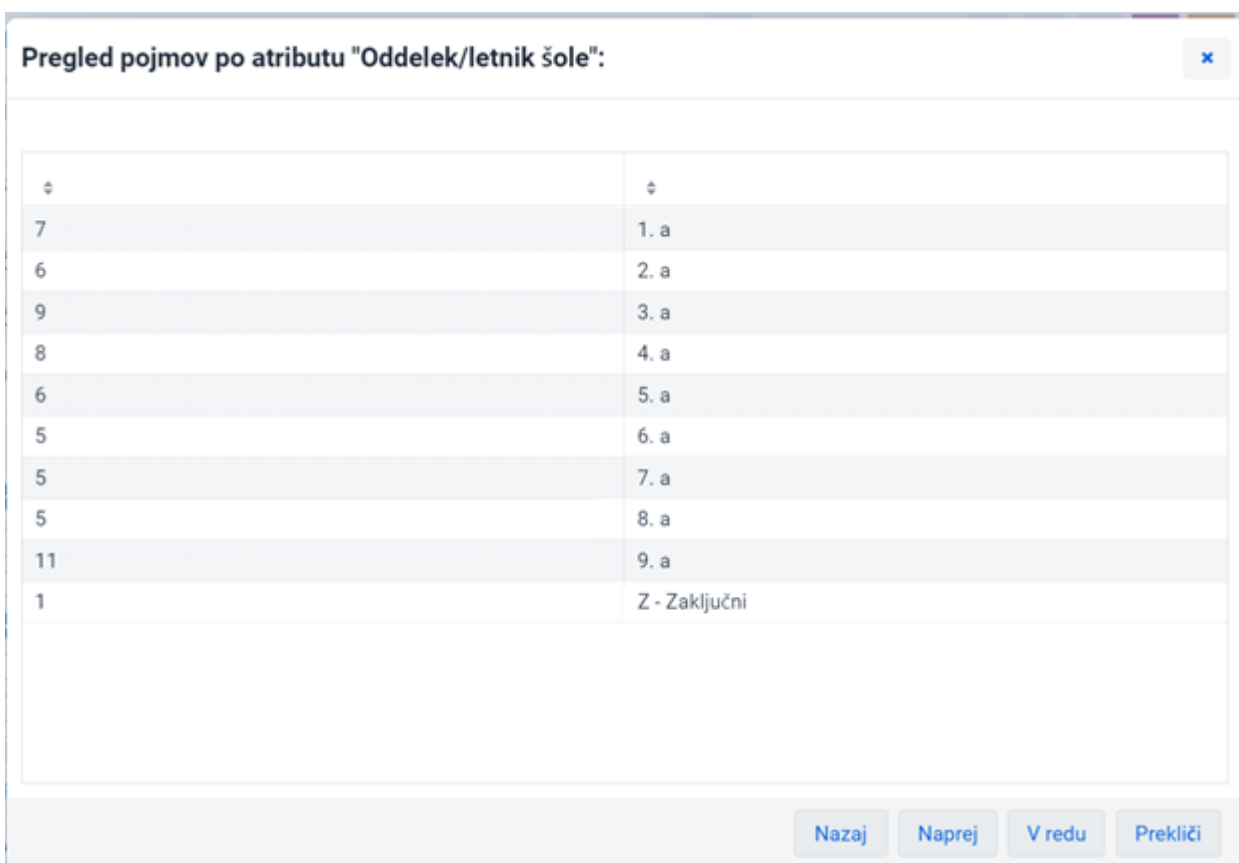 Pregled pojmov po atributu "Oddelek/letnik šole":
7 1. a
6 2. a
9 3. a
8 4. a
6 5. a
5 6. a
5 7. a
5 8. a
11 9. a
1 Z - Zaključni
Nazaj Naprej V redu Prekliči